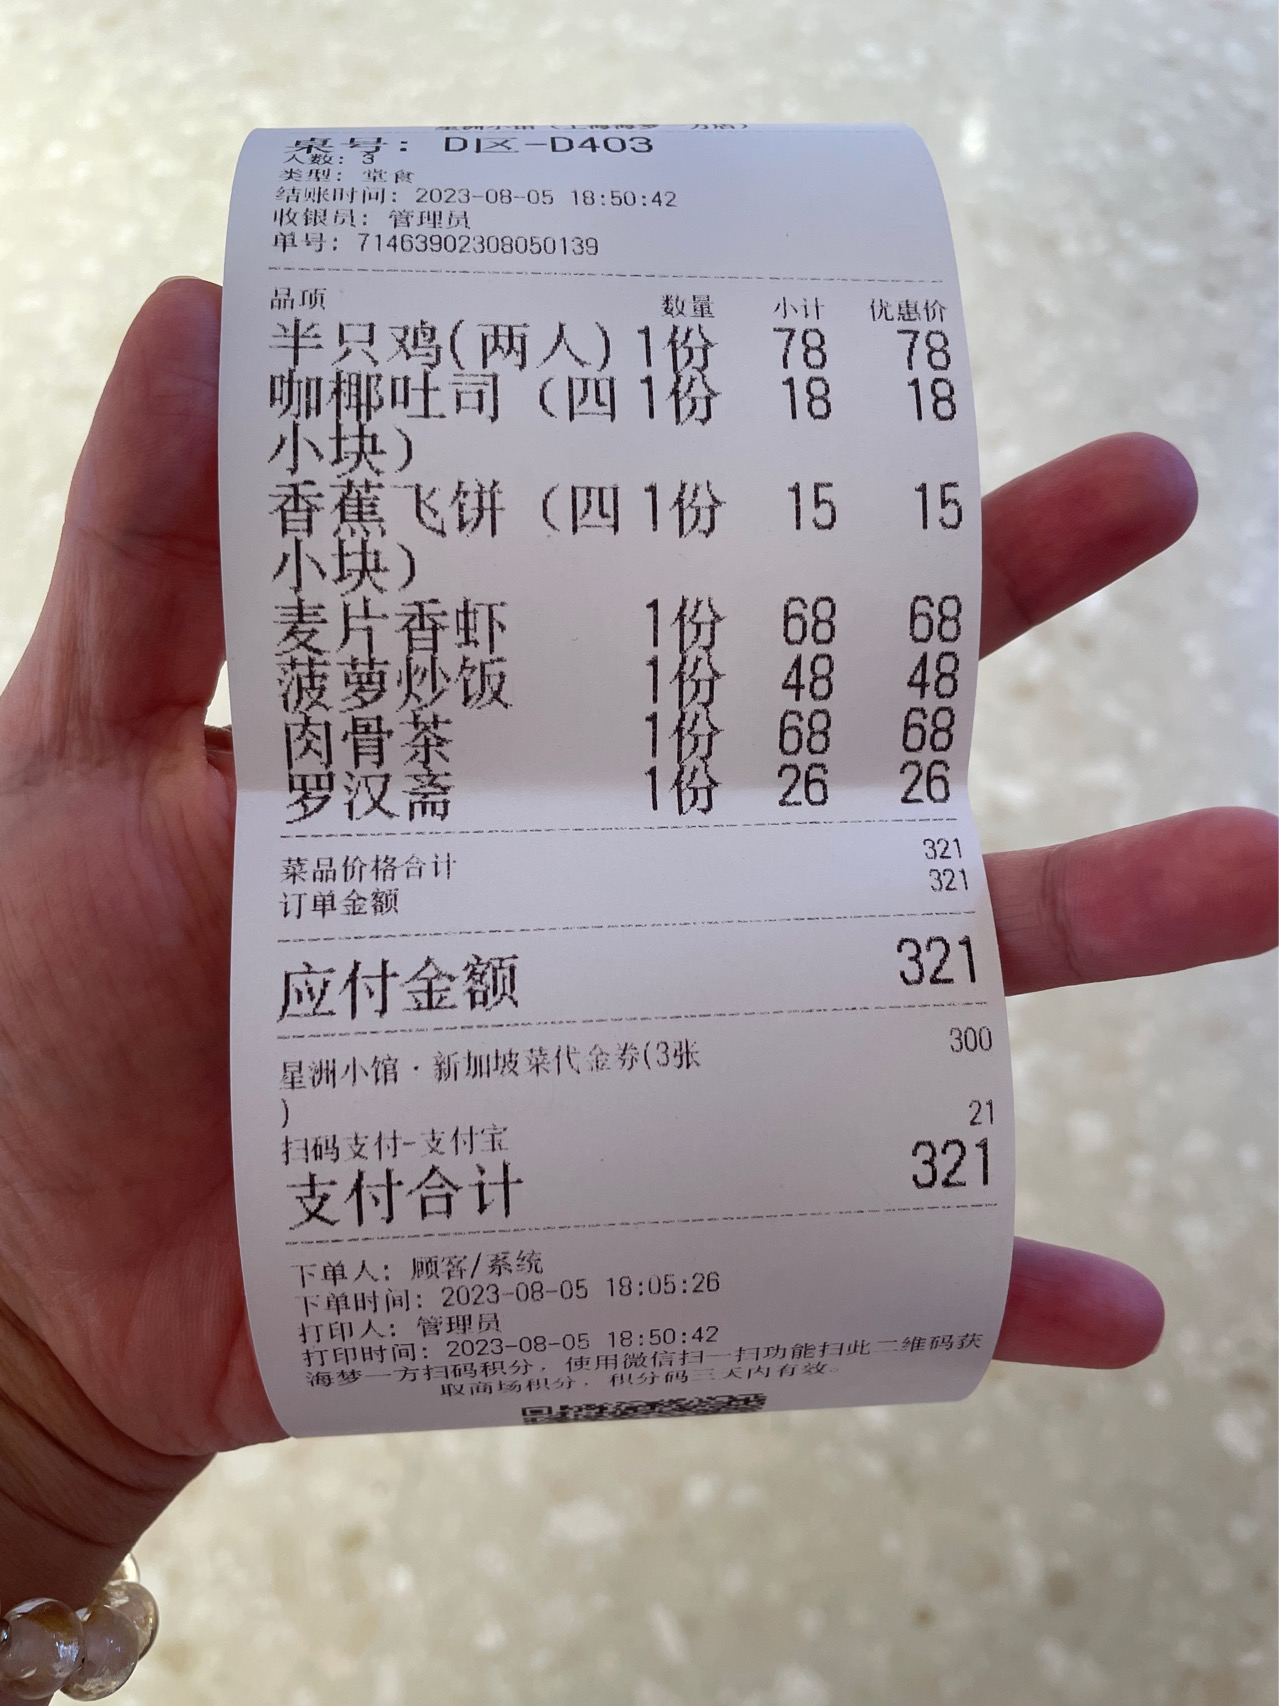 星洲小馆（上海海梦一方店）
桌号: D区-D403
人数: 3
类型: 堂食
结账时间: 2023-08-05 18:50:42
收银员: 管理员
单号: 71463902308050139
品项 数量 小计 优惠价
半只鸡(两人) 1份 78 78
咖椰吐司（四 1份 18 18
小块）
香蕉飞饼（四 1份 15 15
小块）
麦片香虾 1份 68 68
菠萝炒饭 1份 48 48
肉骨茶 1份 68 68
罗汉斋 1份 26 26
菜品价格合计 321
订单金额 321
应付金额 321
星洲小馆·新加坡菜代金券(3张 300
)
扫码支付-支付宝 21
支付合计 321
下单人: 顾客/系统
下单时间: 2023-08-05 18:05:26
打印人: 管理员
打印时间: 2023-08-05 18:50:42
海梦一方扫码积分，使用微信扫一扫功能扫此二维码获
取商场积分，积分码三天内有效。